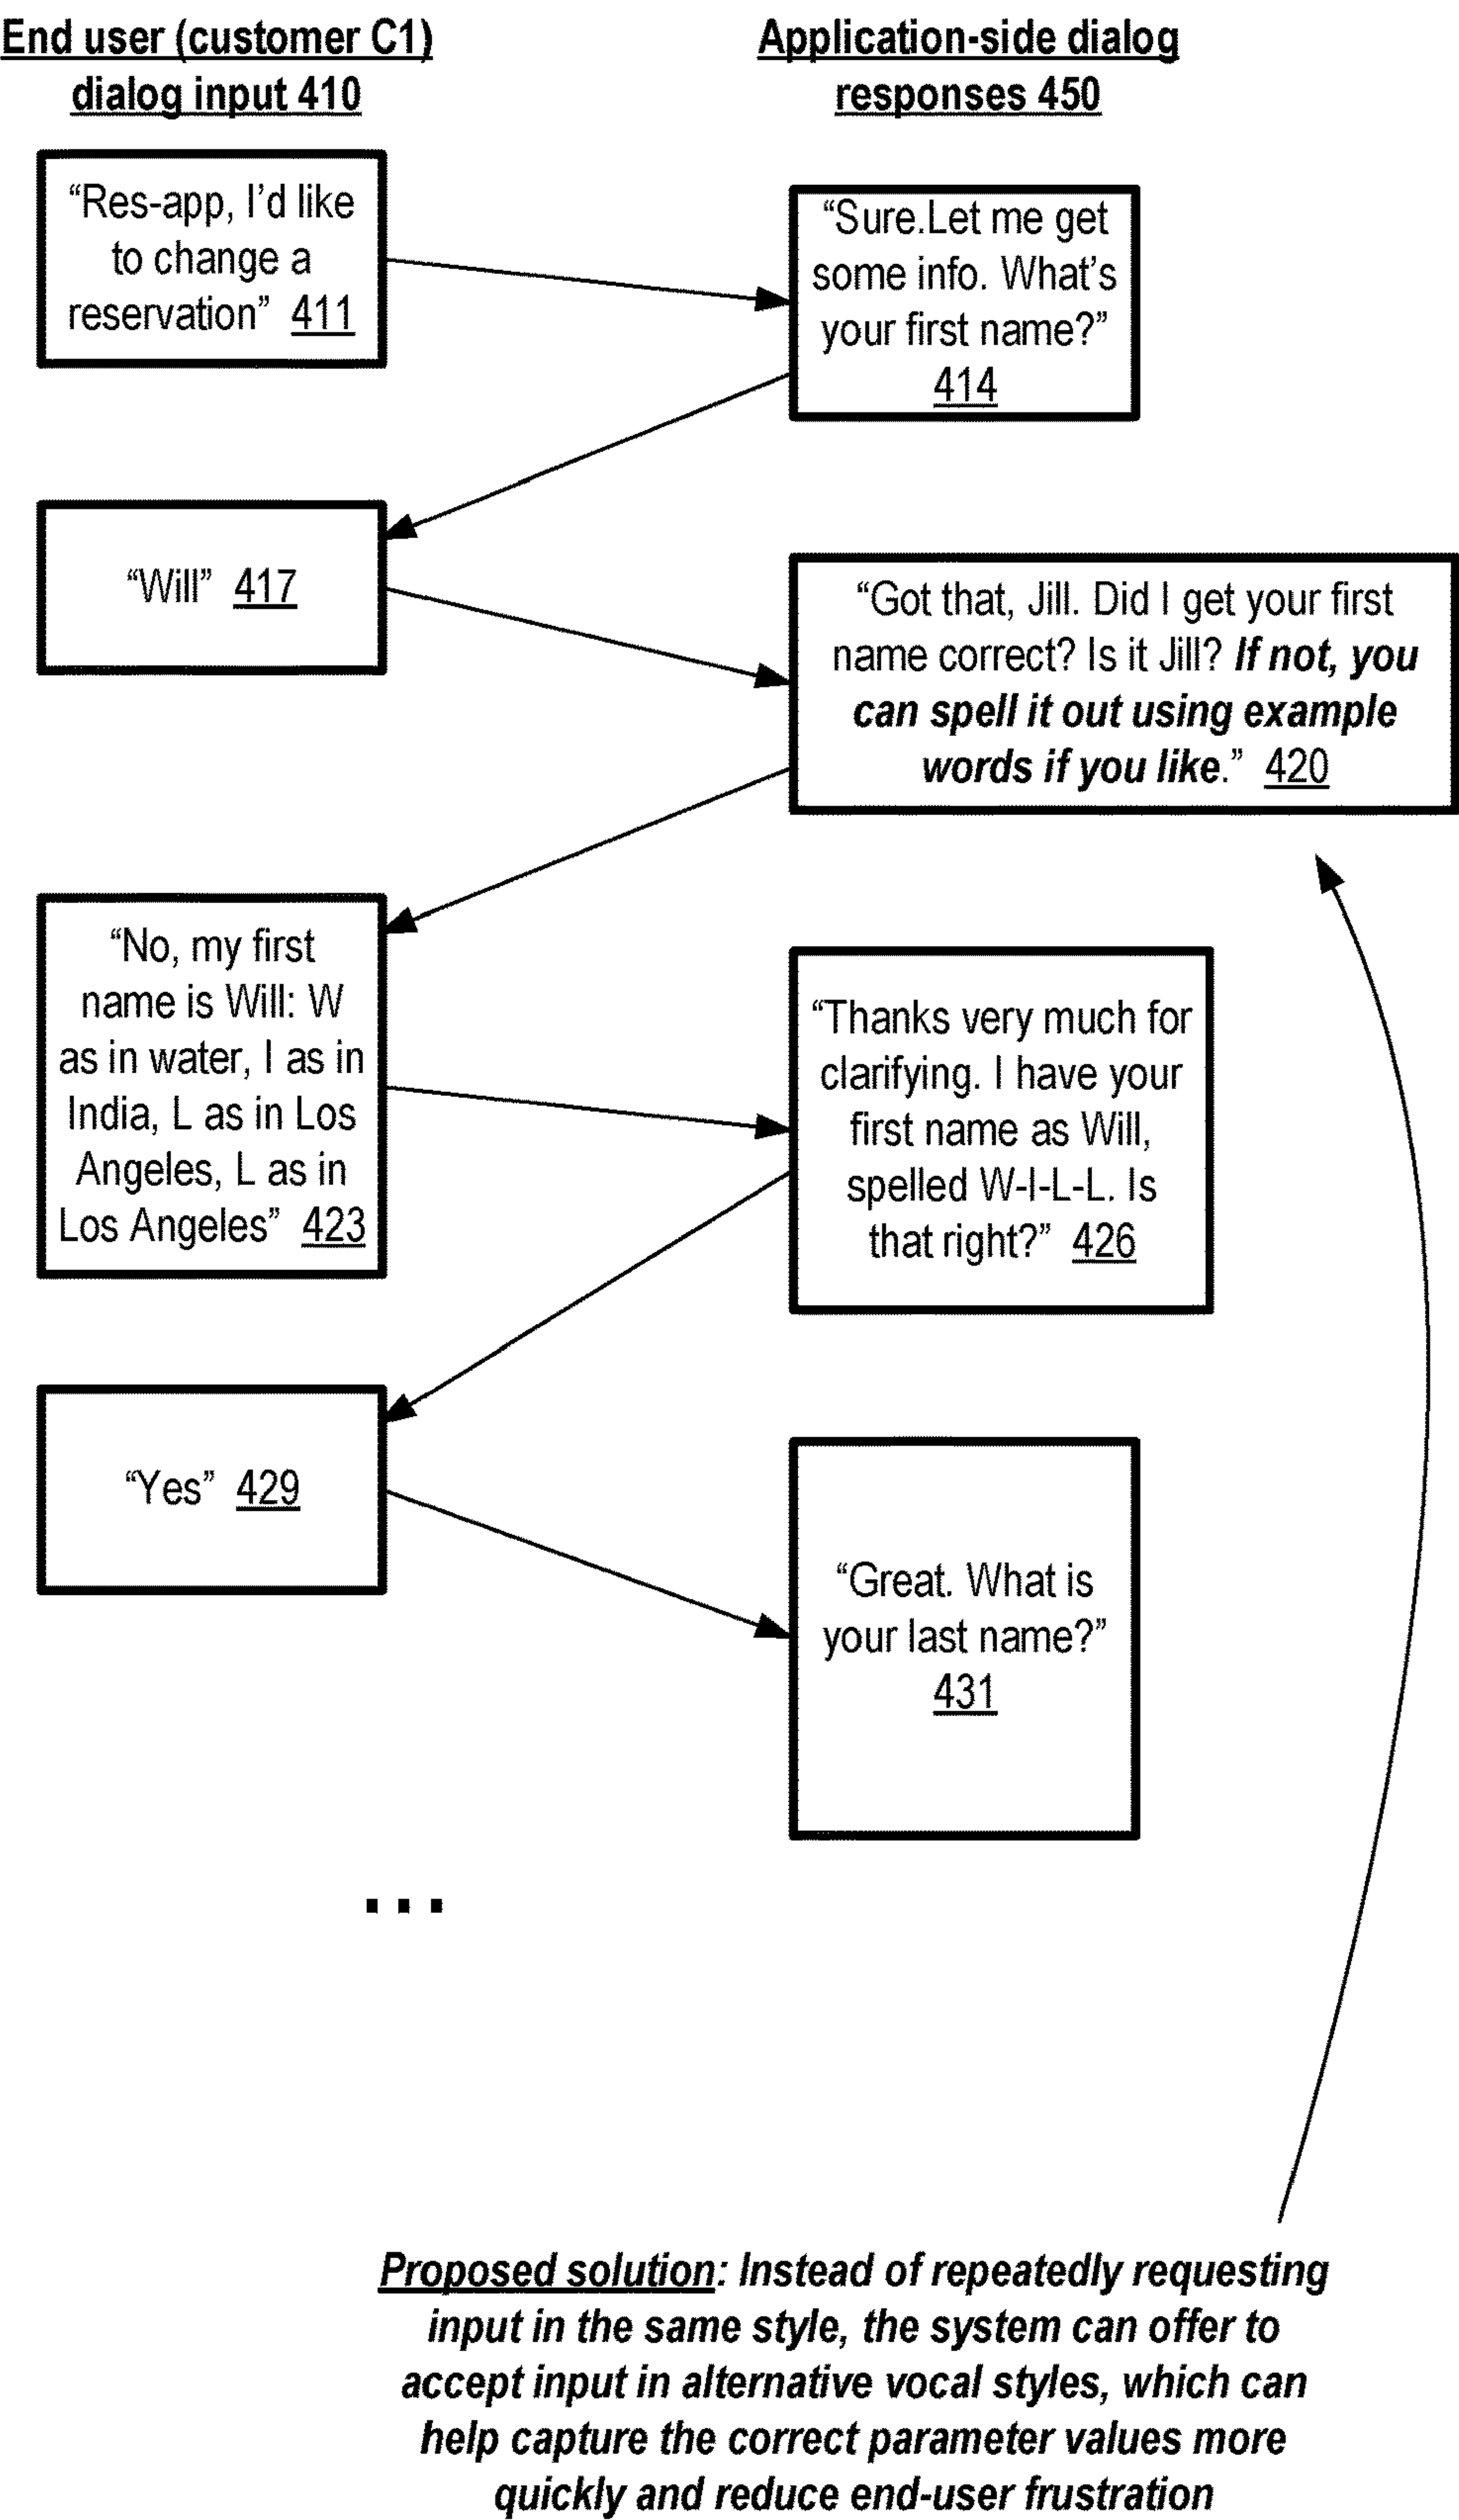 End user (customer C1)
dialog input 410
Application-side dialog
responses 450
“Res-app, I’d like
to change a
reservation” 411
“Sure.Let me get
some info. What’s
your first name?”
414
“Will” 417
“Got that, Jill. Did I get your first
name correct? Is it Jill? If not, you
can spell it out using example
words if you like.” 420
“No, my first
name is Will: W
as in water, I as in
India, L as in Los
Angeles, L as in
Los Angeles” 423
“Thanks very much for
clarifying. I have your
first name as Will,
spelled W-I-L-L. Is
that right?” 426
“Yes” 429
“Great. What is
your last name?”
431
...
Proposed solution: Instead of repeatedly requesting
input in the same style, the system can offer to
accept input in alternative vocal styles, which can
help capture the correct parameter values more
quickly and reduce end-user frustration